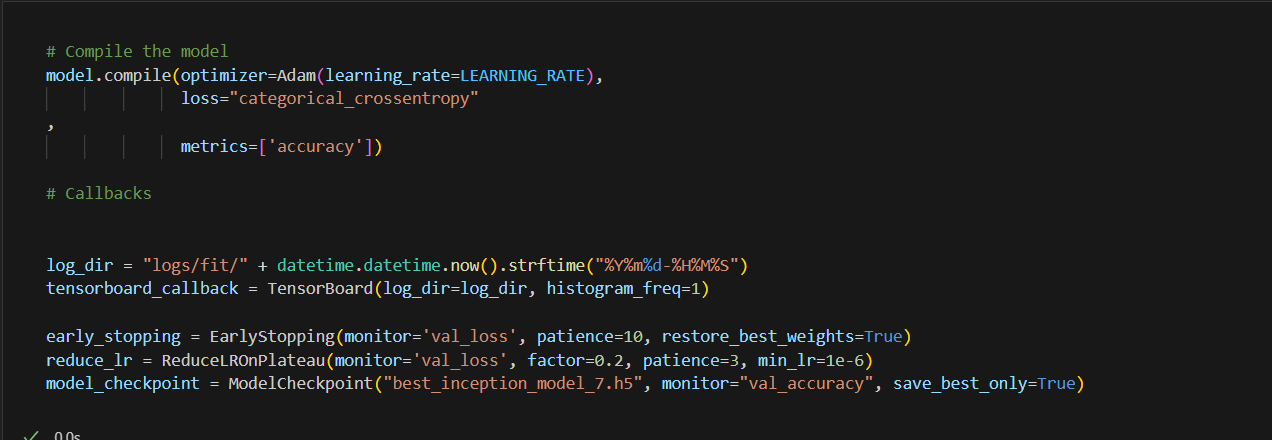 # Compile the model
model.compile(optimizer=Adam(learning_rate=LEARNING_RATE),
loss="categorical_crossentropy"
,
metrics=['accuracy'])
# Callbacks
log_dir = "logs/fit/" + datetime.datetime.now().strftime("%Y%m%d-%H%M%S")
tensorboard_callback = TensorBoard(log_dir=log_dir, histogram_freq=1)
early_stopping = EarlyStopping(monitor='val_loss', patience=10, restore_best_weights=True)
reduce_lr = ReduceLROnPlateau(monitor='val_loss', factor=0.2, patience=3, min_lr=1e-6)
model_checkpoint = ModelCheckpoint("best_inception_model_7.h5", monitor="val_accuracy", save_best_only=True)
0.0s